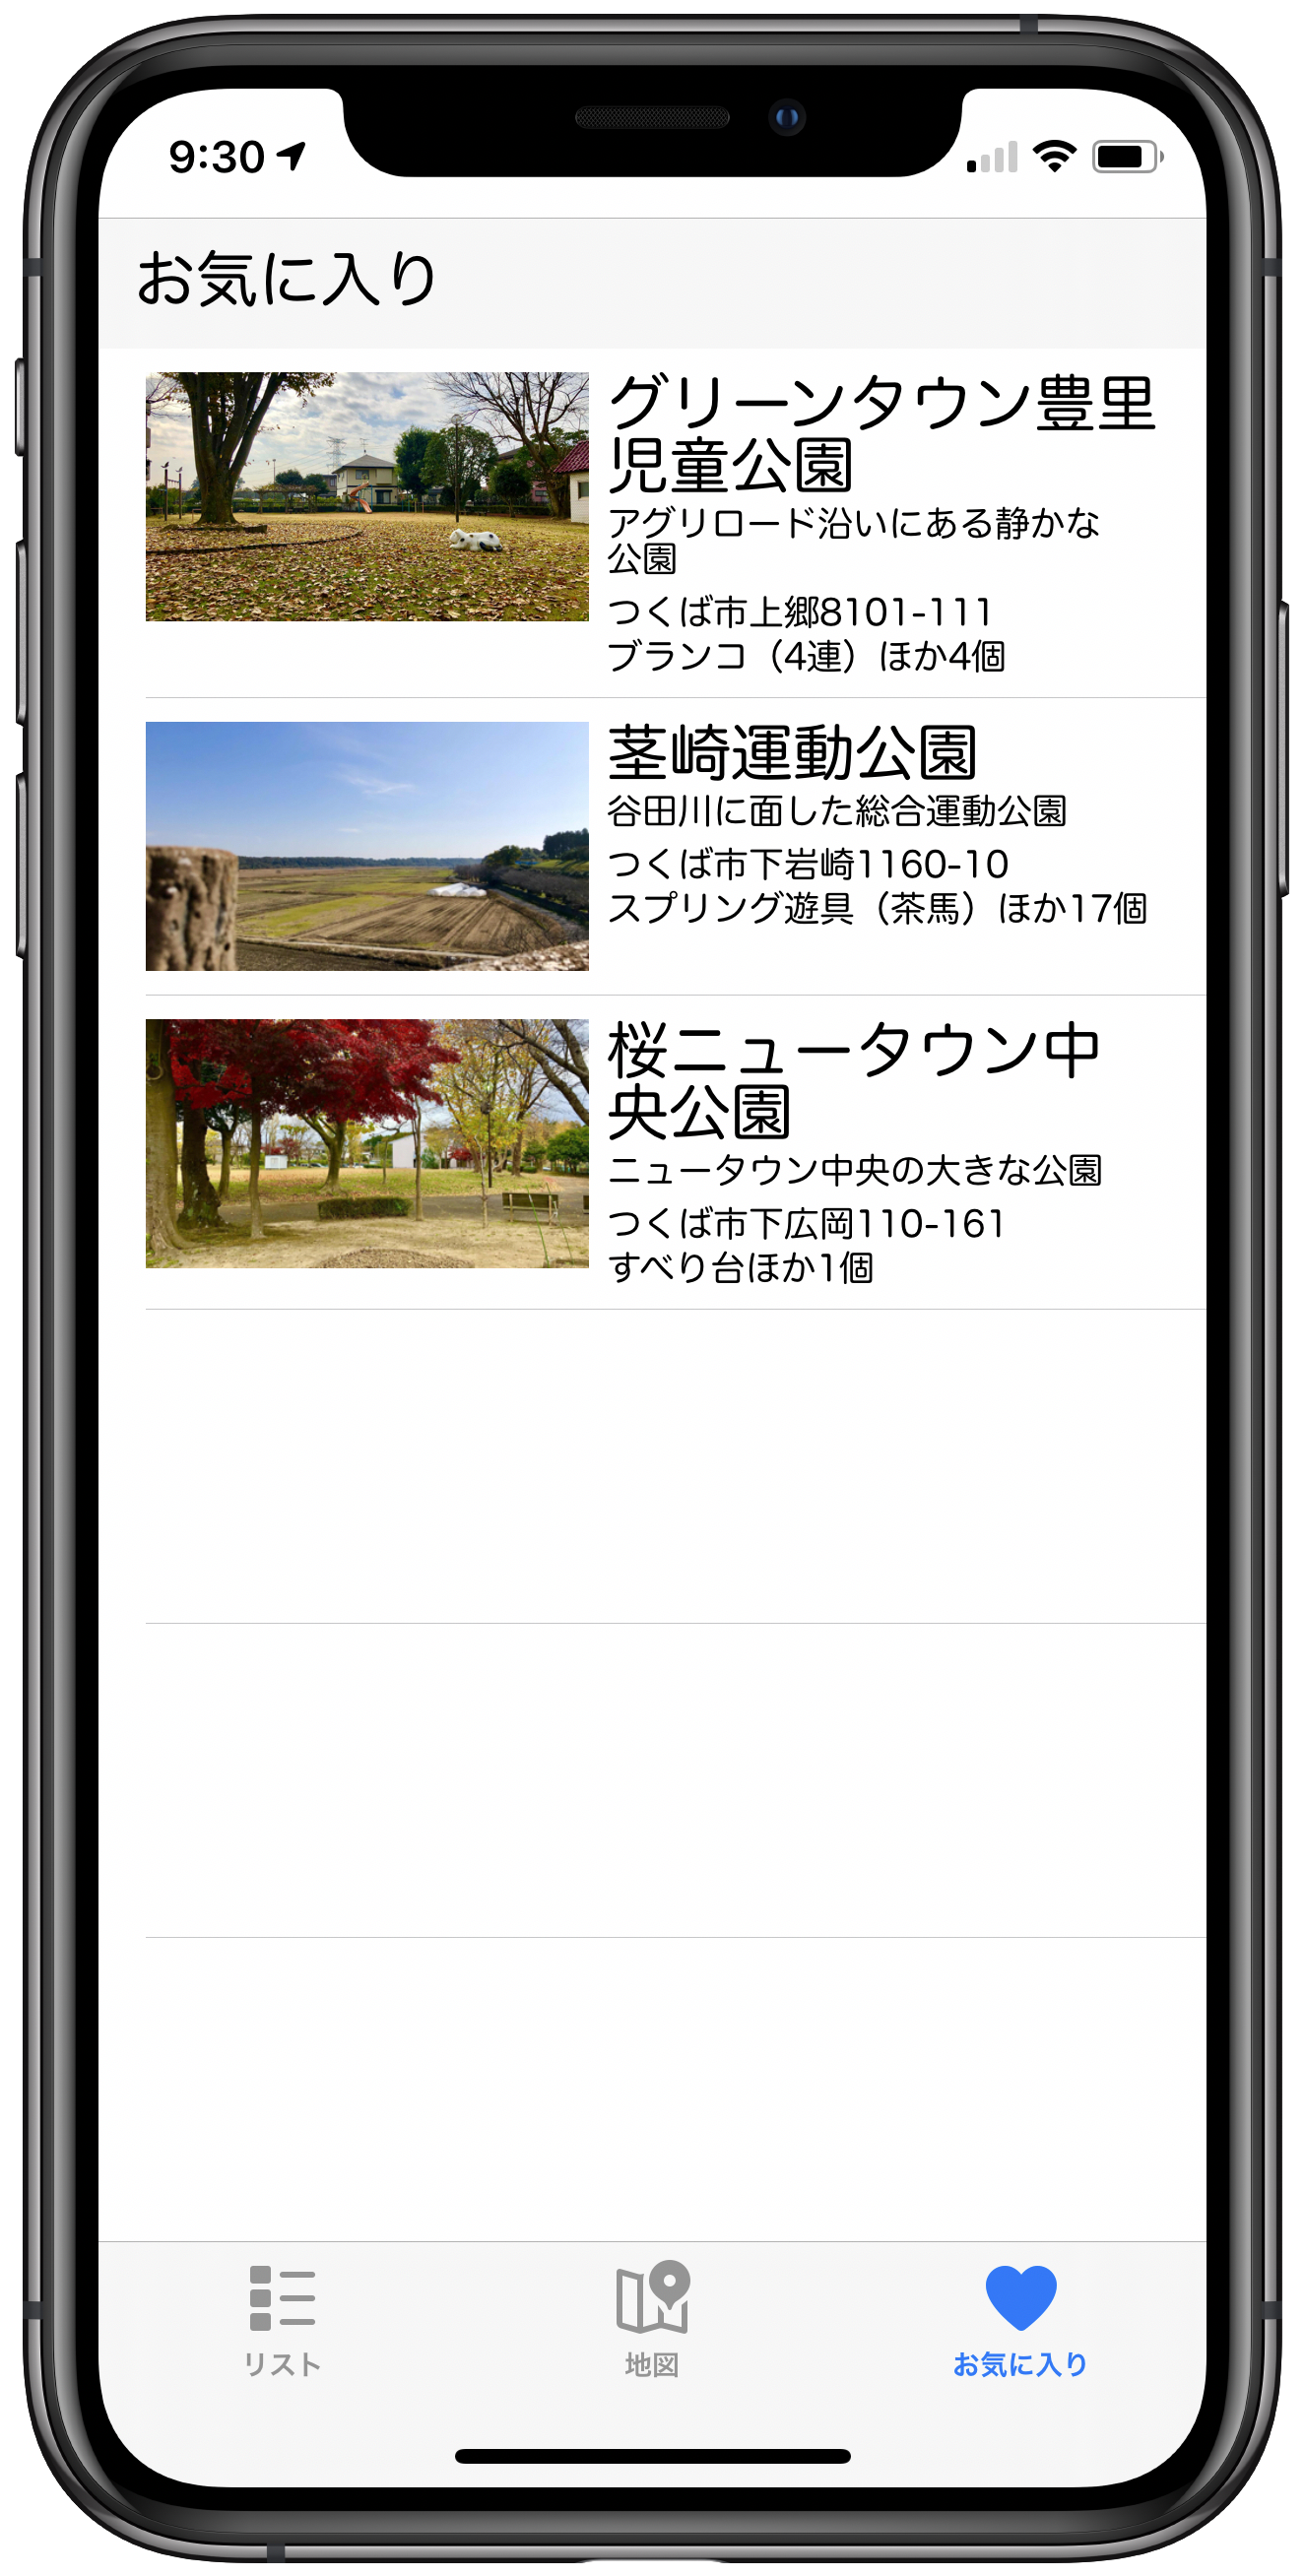 9:30
お気に入り
グリーンタウン豊里
児童公園
アグリロード沿いにある静かな
公園
つくば市上郷8101-111
ブランコ（4連）ほか4個
茎崎運動公園
谷田川に面した総合運動公園
つくば市下岩崎1160-10
スプリング遊具（茶馬）ほか17個
桜ニュータウン中
央公園
ニュータウン中央の大きな公園
つくば市下広岡110-161
すべり台ほか1個
リスト
地図
お気に入り